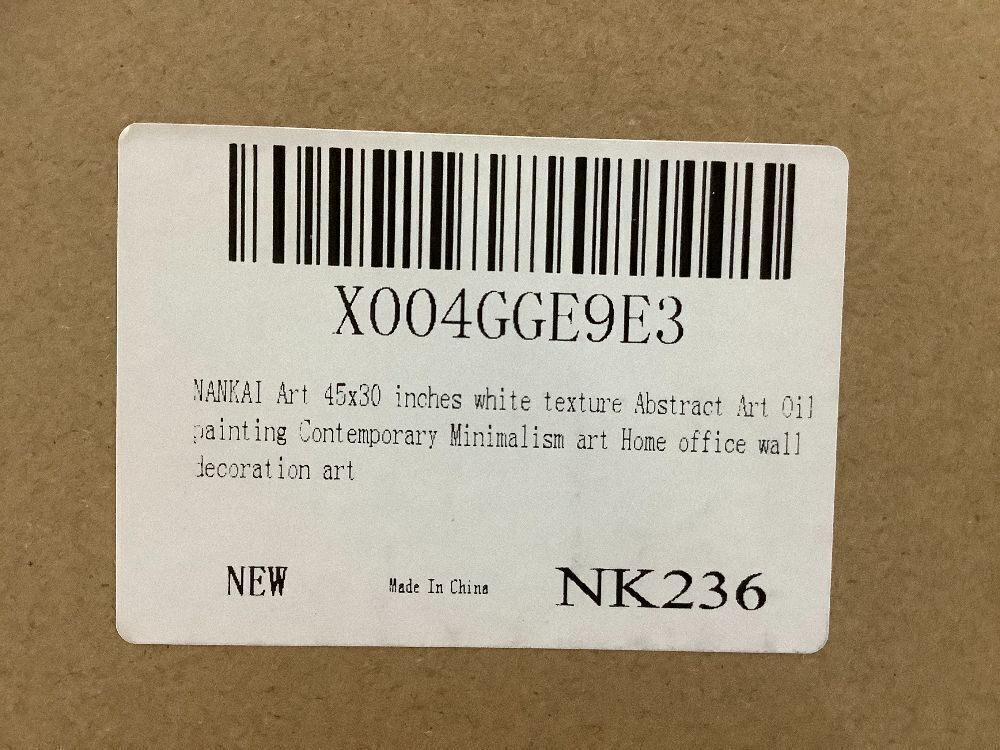 X004GGE9E3
NANKAI Art 45x30 inches white texture Abstract Art Oil
painting Contemporary Minimalism art Home office wall
decoration art
NEW
Made In China
NK236